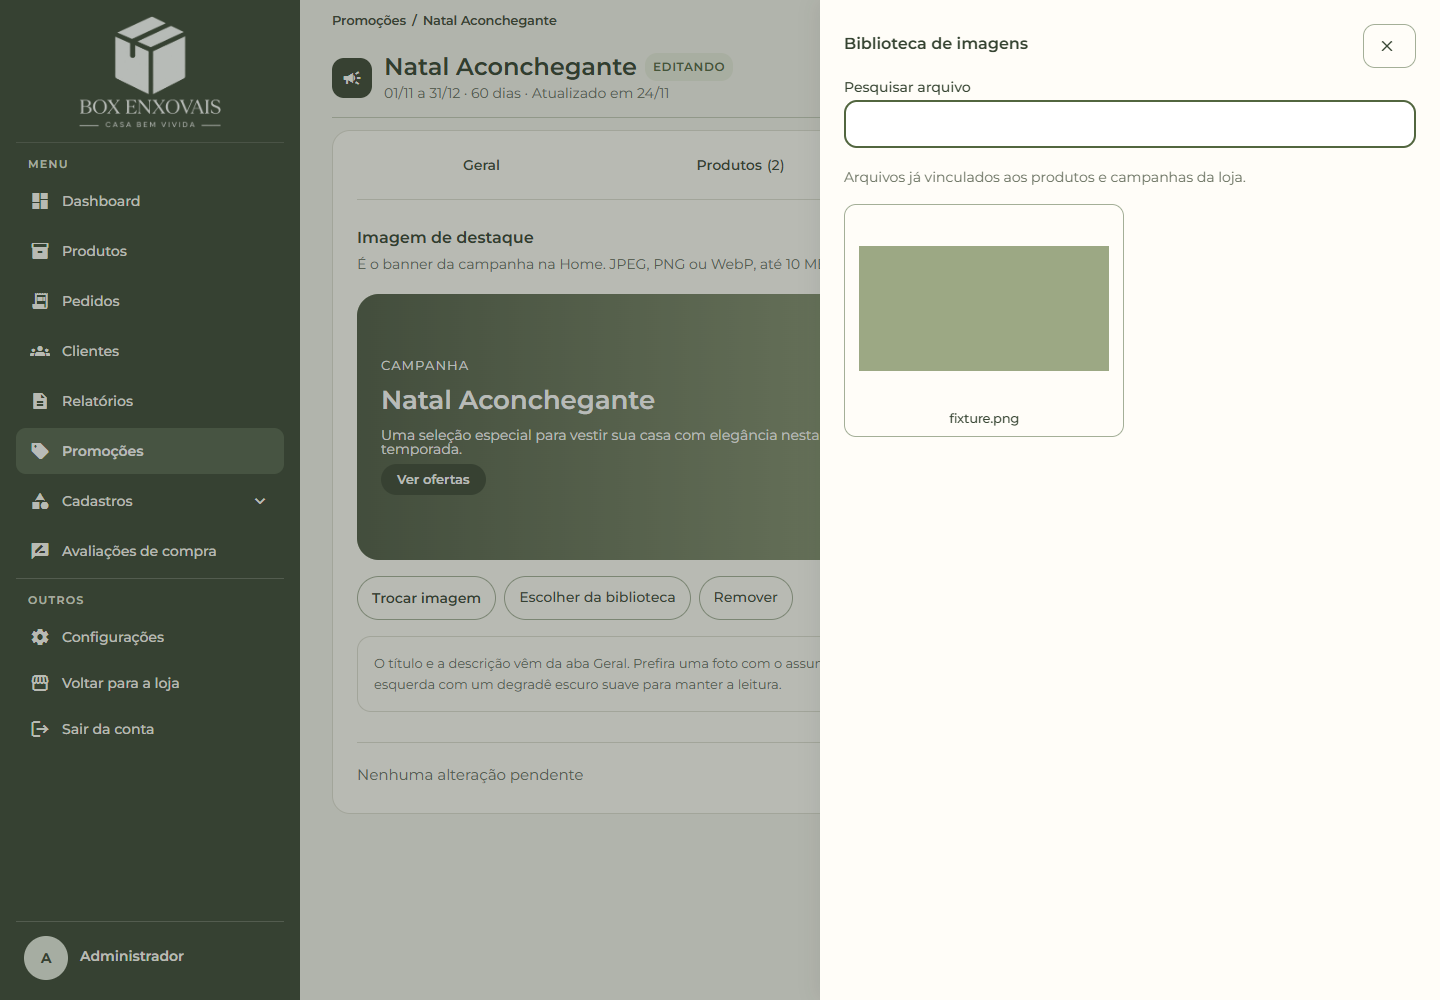 BOX ENXOVAIS
CASA BEM VIVIDA
MENU
Dashboard
Produtos
Pedidos
Clientes
Relatórios
Promoções
Cadastros
Avaliações de compra
OUTROS
Configurações
Voltar para a loja
Sair da conta
A
Administrador
Promoções / Natal Aconchegante
Natal Aconchegante
EDITANDO
01/11 a 31/12 · 60 dias · Atualizado em 24/11
Geral
Produtos (2)
Imagem de destaque
É o banner da campanha na Home. JPEG, PNG ou WebP, até 10
CAMPANHA
Natal Aconchegante
Uma seleção especial para vestir sua casa com elegância nesta
temporada.
Ver ofertas
Trocar imagem
Escolher da biblioteca
Remover
O título e a descrição vêm da aba Geral. Prefira uma foto com o
esquerda com um degradê escuro suave para manter a leitura.
Nenhuma alteração pendente
Biblioteca de imagens
Pesquisar arquivo
Arquivos já vinculados aos produtos e campanhas da loja.
fixture.png